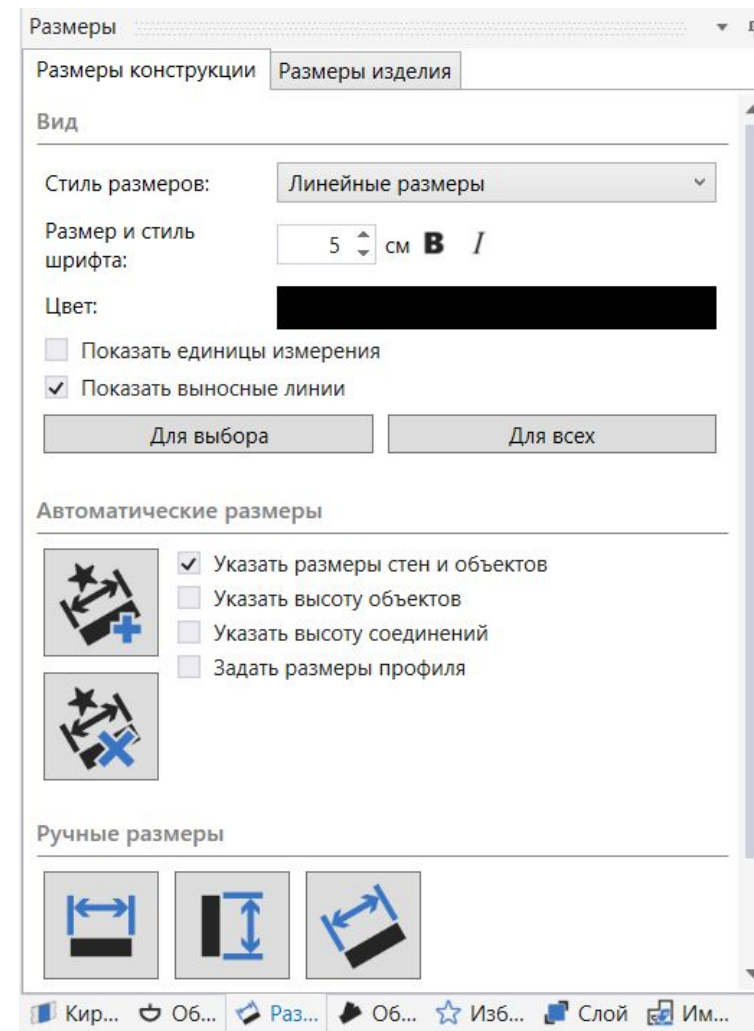 Размеры
Размеры конструкции Размеры изделия
Вид
Стиль размеров: Линейные размеры
Размер и стиль
шрифта: 5 см B I
Цвет:
Показать единицы измерения
Показать выносные линии
Для выбора Для всех
Автоматические размеры
Указать размеры стен и объектов
Указать высоту объектов
Указать высоту соединений
Задать размеры профиля
Ручные размеры
Кир... Об... Раз... Об... Изб... Слой Им...